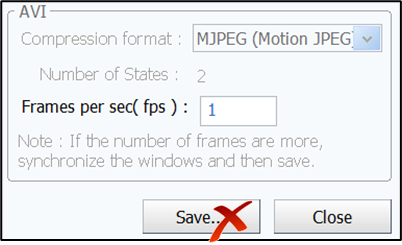 AVI
Compression format : MJPEG (Motion JPEG)
Number of States : 2
Frames per sec( fps ) : 1
Note : If the number of frames are more,
synchronize the windows and then save.
Save.. Close